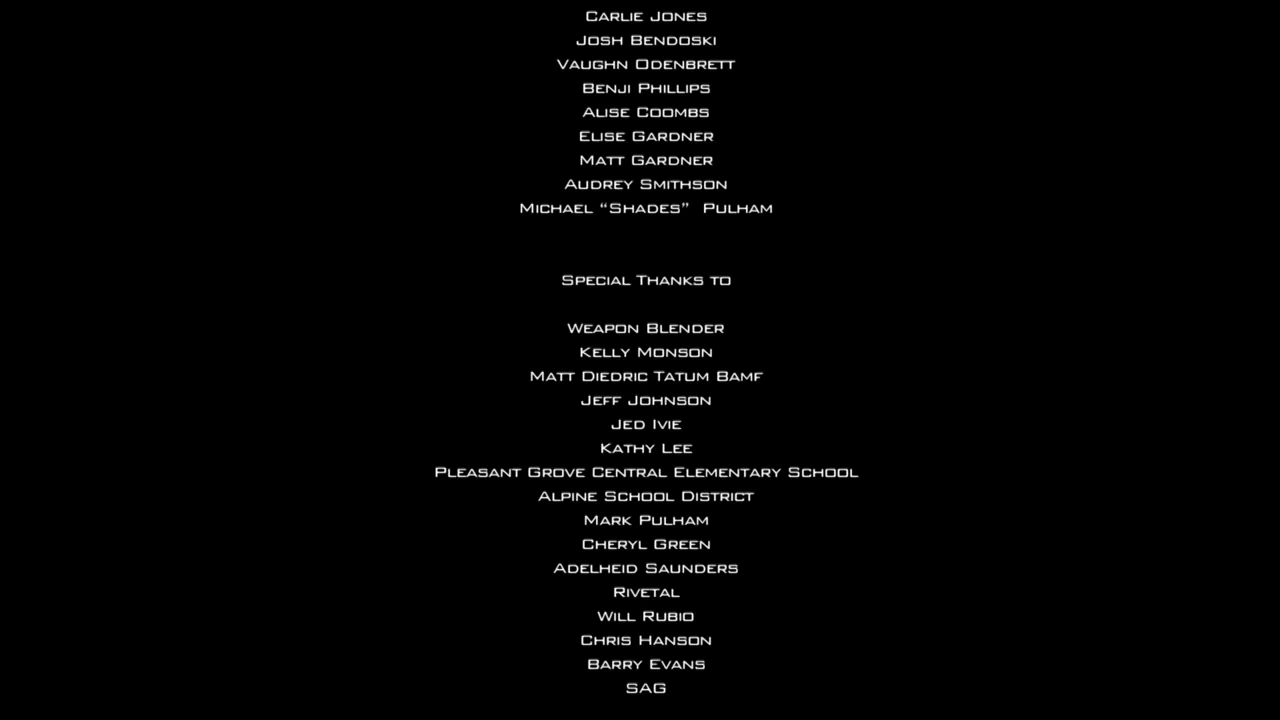 Carlie Jones
Josh Bendoski
Vaughn Odenbrett
Benji Phillips
Alise Coombs
Elise Gardner
Matt Gardner
Audrey Smithson
Michael “Shades”  Pulham
Special Thanks to
Weapon Blender
Kelly Monson
Matt Diedric Tatum Bamf
Jeff Johnson
Jed Ivie
Kathy Lee
Pleasant Grove Central Elementary School
Alpine School District
Mark Pulham
Cheryl Green
Adelheid Saunders
Rivetal
Will Rubio
Chris Hanson
Barry Evans
SAG